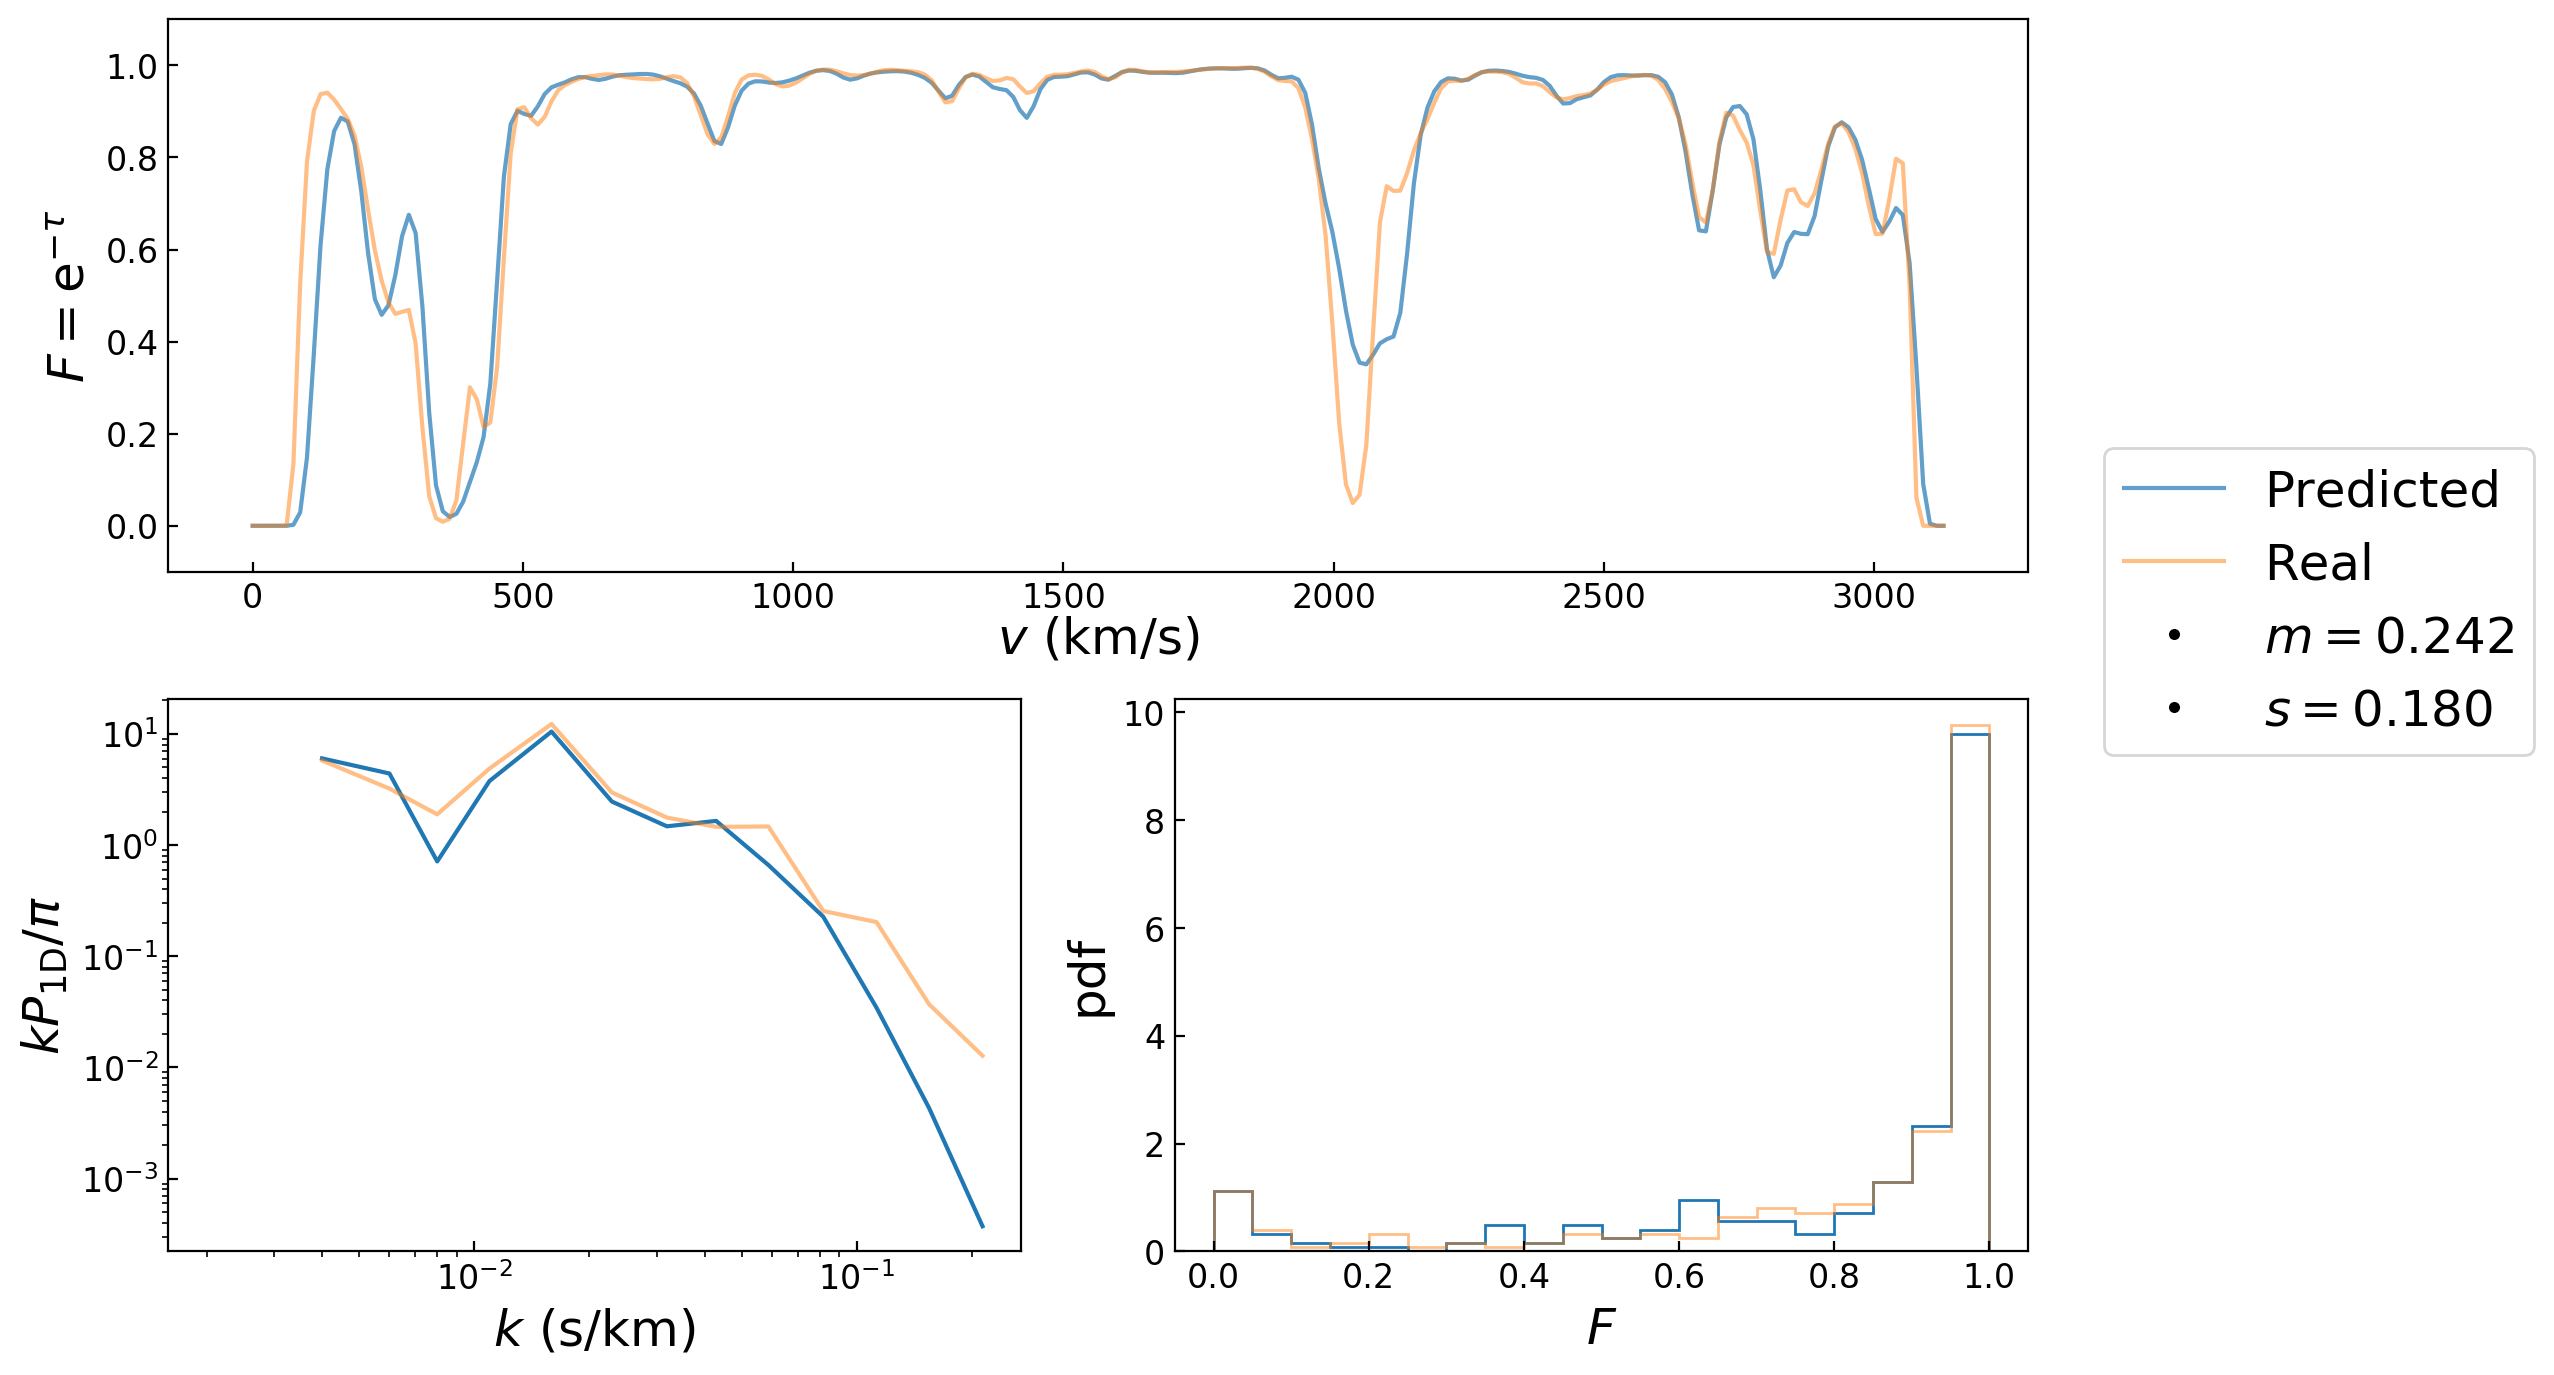 1.0
0.8
0.6
0.4
0.2
0.0
F = e^{-τ}
0 500 1000 1500 2000 2500 3000
v (km/s)
Predicted
Real
m = 0.242
s = 0.180
10^1
10^0
10^{-1}
10^{-2}
10^{-3}
kP_{1D}/π
10^{-2} 10^{-1}
k (s/km)
10
8
6
4
2
0
pdf
0.0 0.2 0.4 0.6 0.8 1.0
F